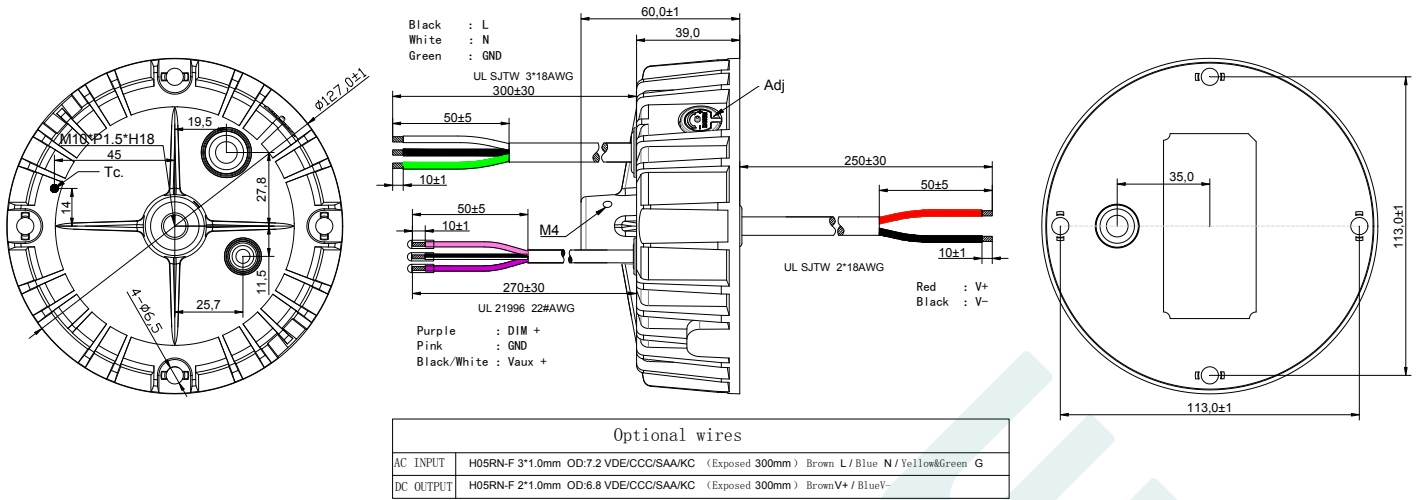 Ø127,0±1
19,5
M10*P1.5*H18
45
Tc.
14
27,8
11,5
25,7
4-Ø6,5
Black : L
White : N
Green : GND
UL SJTW 3*18AWG
300±30
50±5
10±1
60,0±1
39,0
Adj
50±5
10±1
M4
270±30
UL 21996 22#AWG
Purple : DIM +
Pink : GND
Black/White : Vaux +
250±30
50±5
10±1
UL SJTW 2*18AWG
Red : V+
Black : V-
35,0
113,0±1
113,0±1
Optional wires
AC INPUT H05RN-F 3*1.0mm OD:7.2 VDE/CCC/SAA/KC (Exposed 300mm) Brown L / Blue N / Yellow&Green G
DC OUTPUT H05RN-F 2*1.0mm OD:6.8 VDE/CCC/SAA/KC (Exposed 300mm) Brown V+ / Blue V-